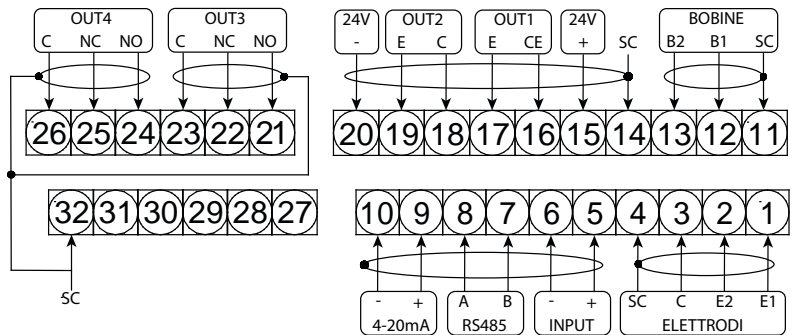 OUT4 OUT3 24V OUT2 OUT1 24V BOBINE
C NC NO C NC NO - E C E CE + SC B2 B1 SC
26 25 24 23 22 21 20 19 18 17 16 15 14 13 12 11
32 31 30 29 28 27 10 9 8 7 6 5 4 3 2 1
SC - + A B - + SC C E2 E1
4-20mA RS485 INPUT ELETTRODI